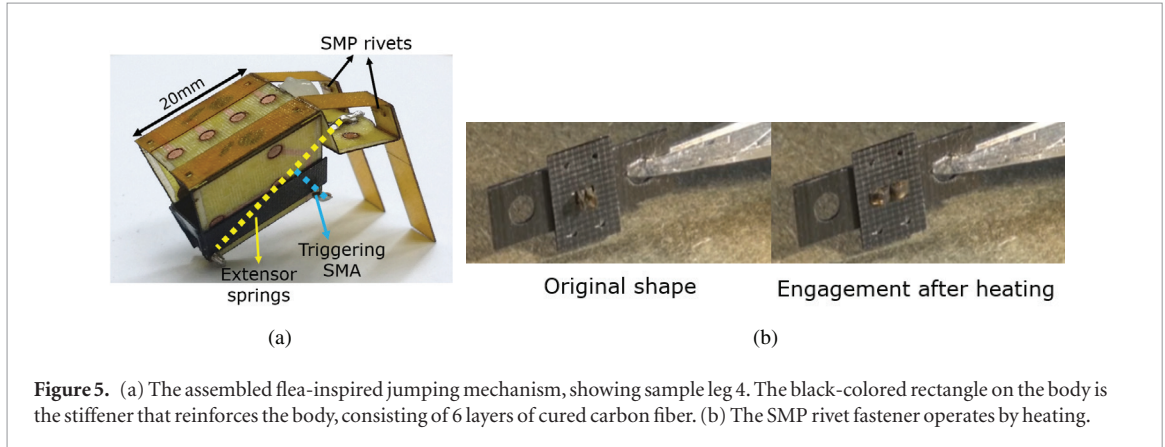 SMP rivets
20mm
Extensor
springs
Triggering
SMA
Original shape
Engagement after heating
(a)
(b)
Figure 5. (a) The assembled flea-inspired jumping mechanism, showing sample leg 4. The black-colored rectangle on the body is
the stiffener that reinforces the body, consisting of 6 layers of cured carbon fiber. (b) The SMP rivet fastener operates by heating.